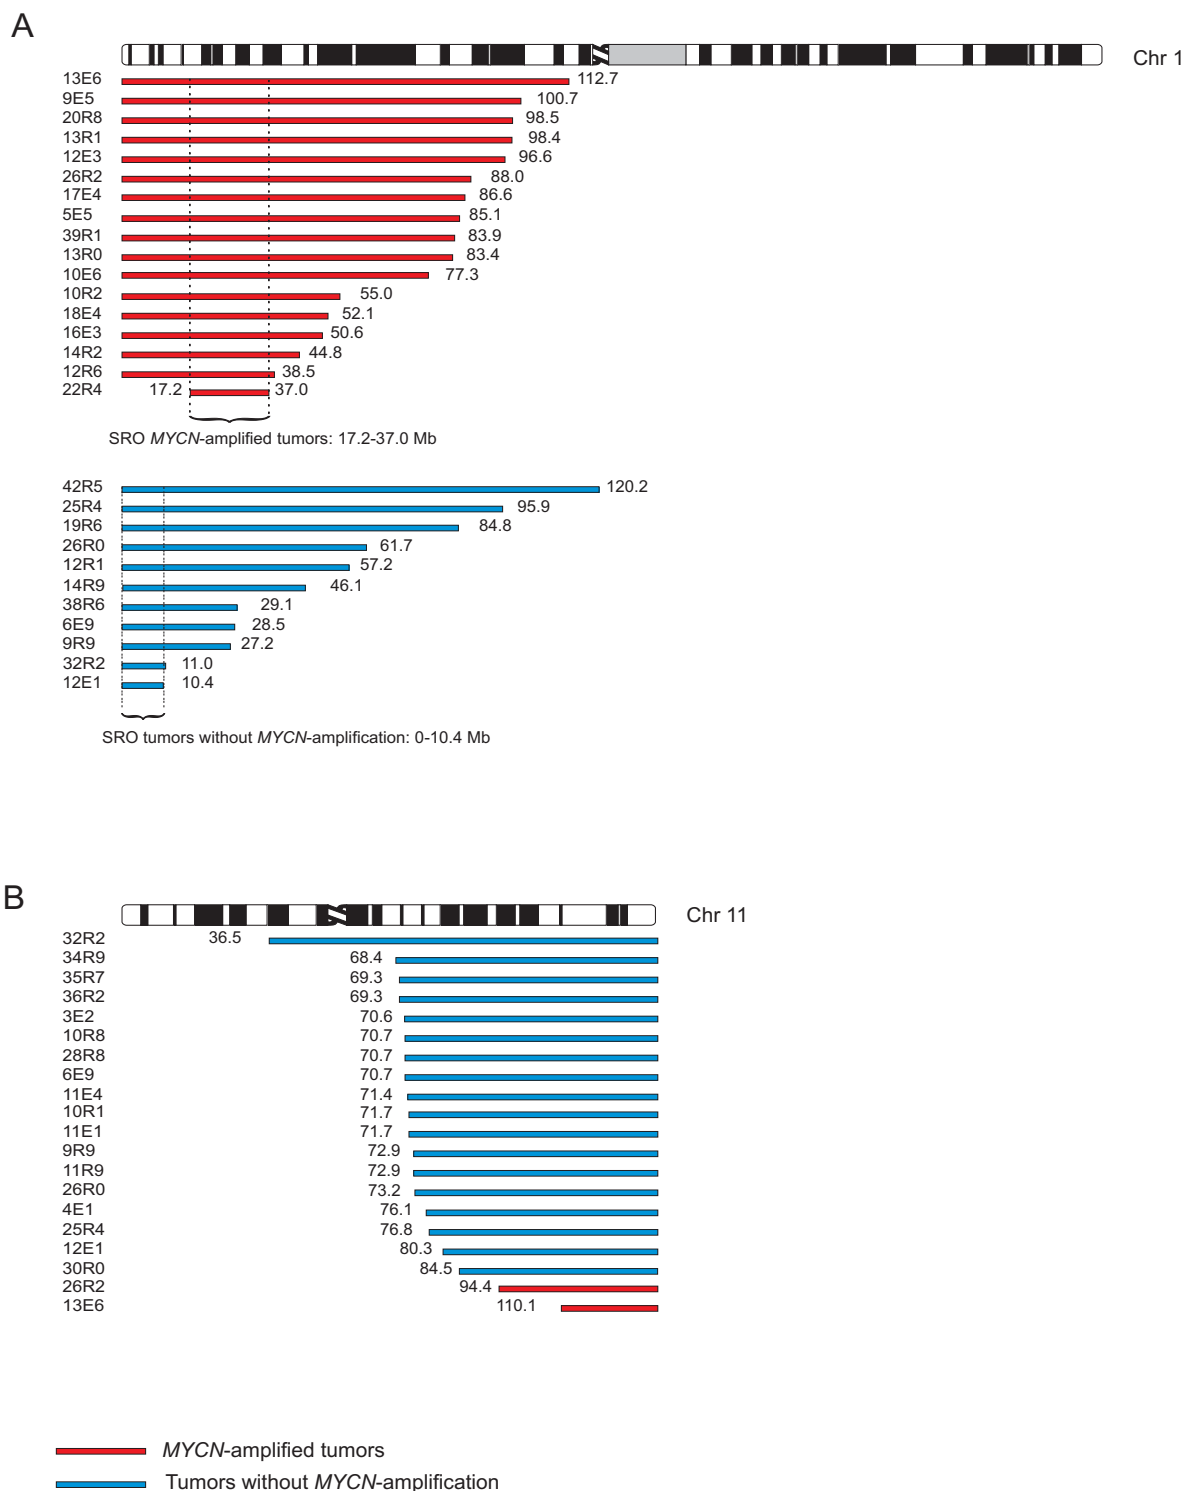 A
Chr 1
13E6 112.7
9E5 100.7
20R8 98.5
13R1 98.4
12E3 96.6
26R2 88.0
17E4 86.6
5E5 85.1
39R1 83.9
13R0 83.4
10E6 77.3
10R2 55.0
18E4 52.1
16E3 50.6
14R2 44.8
12R6 38.5
22R4 17.2 37.0
SRO MYCN-amplified tumors: 17.2-37.0 Mb
42R5 120.2
25R4 95.9
19R6 84.8
26R0 61.7
12R1 57.2
14R9 46.1
38R6 29.1
6E9 28.5
9R9 27.2
32R2 11.0
12E1 10.4
SRO tumors without MYCN-amplification: 0-10.4 Mb
B
Chr 11
32R2 36.5
34R9 68.4
35R7 69.3
36R2 69.3
3E2 70.6
10R8 70.7
28R8 70.7
6E9 70.7
11E4 71.4
10R1 71.7
11E1 71.7
9R9 72.9
11R9 72.9
26R0 73.2
4E1 76.1
25R4 76.8
12E1 80.3
30R0 84.5
26R2 94.4
13E6 110.1
MYCN-amplified tumors
Tumors without MYCN-amplification